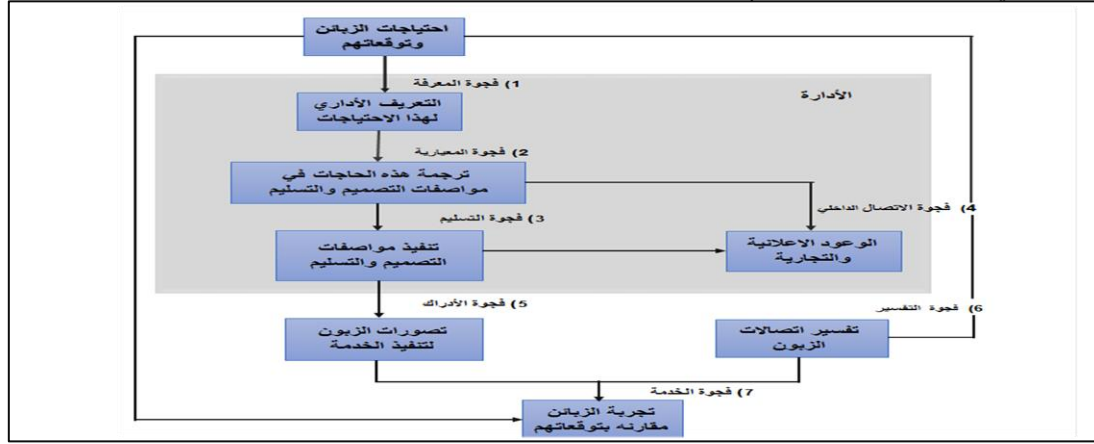 احتياجات الزبائن
وتوقعاتهم
1) فجوة المعرفة
الأدارة
التعريف الأداري
لهذا الاحتياجات
2) فجوة المعيارية
ترجمة هذه الحاجات في
مواصفات التصميم والتسليم
3) فجوة التسليم
4) فجوة الاتصال الداخلي
تنفيذ مواصفات
التصميم والتسليم
الوعود الاعلانية
والتجارية
5) فجوة الأدراك
6) فجوة التفسير
تصورات الزبون
لتنفيذ الخدمة
تفسير اتصالات
الزبون
7) فجوة الخدمة
تجربة الزبائن
مقارنه بتوقعاتهم